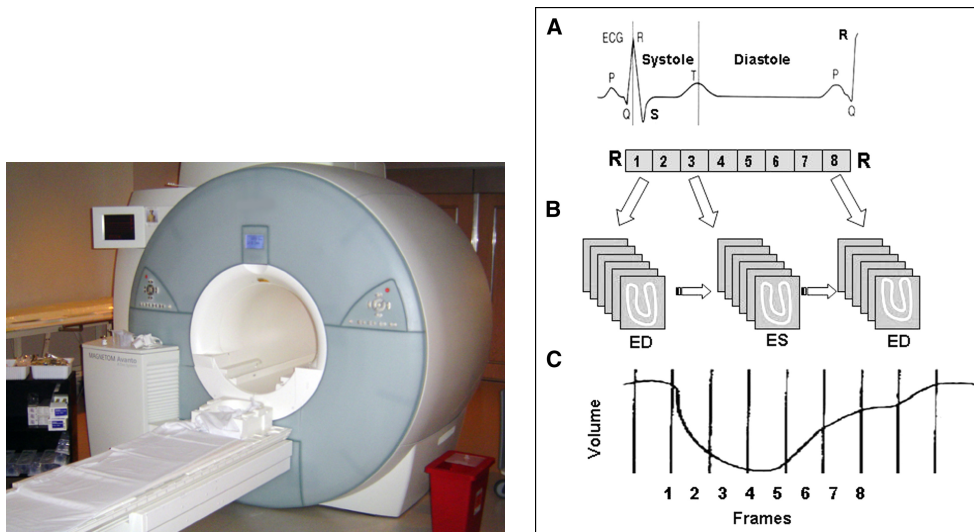 MAGNETOM Avanto
A
ECG R
R
Systole
Diastole
P
T
P
Q
S
Q
R 1 2 3 4 5 6 7 8 R
B
ED
ES
ED
C
Volume
1 2 3 4 5 6 7 8
Frames